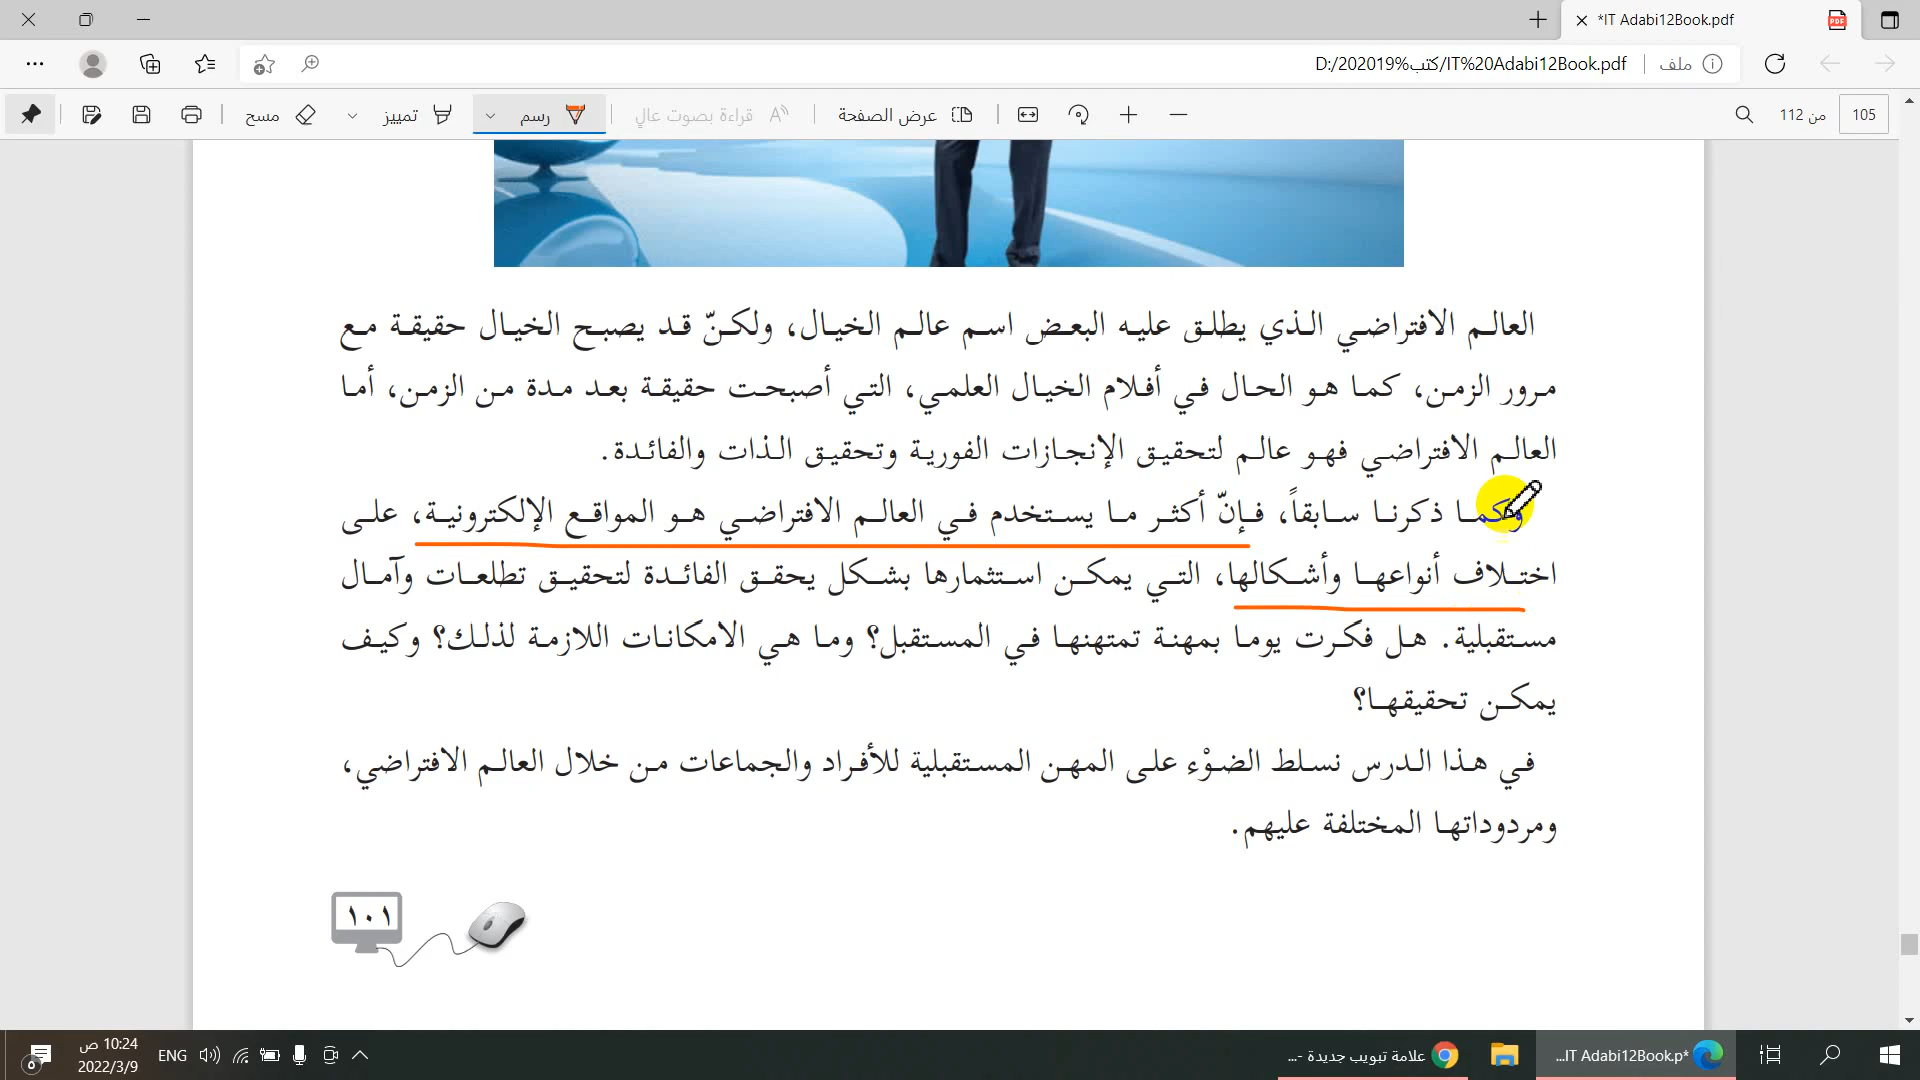 *IT Adabi12Book.pdf
D:/202019%كتب/IT%20Adabi12Book.pdf
ملف
مسح
تمييز
رسم
قراءة بصوت عالٍ
عرض الصفحة
من 112
105
العالم الافتراضي الذي يطلق عليه البعض اسم عالم الخيال، ولكنّ قد يصبح الخيال حقيقة مع
مرور الزمن، كما هو الحال في أفلام الخيال العلمي، التي أصبحت حقيقة بعد مدة من الزمن، أما
العالم الافتراضي فهو عالم لتحقيق الإنجازات الفورية وتحقيق الذات والفائدة.
وكما ذكرنا سابقاً، فإنّ أكثر ما يستخدم في العالم الافتراضي هو المواقع الإلكترونية، على
اختلاف أنواعها وأشكالها، التي يمكن استثمارها بشكل يحقق الفائدة لتحقيق تطلعات وآمال
مستقبلية. هل فكرت يوما بمهنة تمتهنها في المستقبل؟ وما هي الامكانات اللازمة لذلك؟ وكيف
يمكن تحقيقها؟
في هذا الدرس نسلط الضوْء على المهن المستقبلية للأفراد والجماعات من خلال العالم الافتراضي،
ومردوداتها المختلفة عليهم.
١٠١
10:24 ص
2022/3/9
ENG
علامة تبويب جديدة -...
*IT Adabi12Book.p...
6